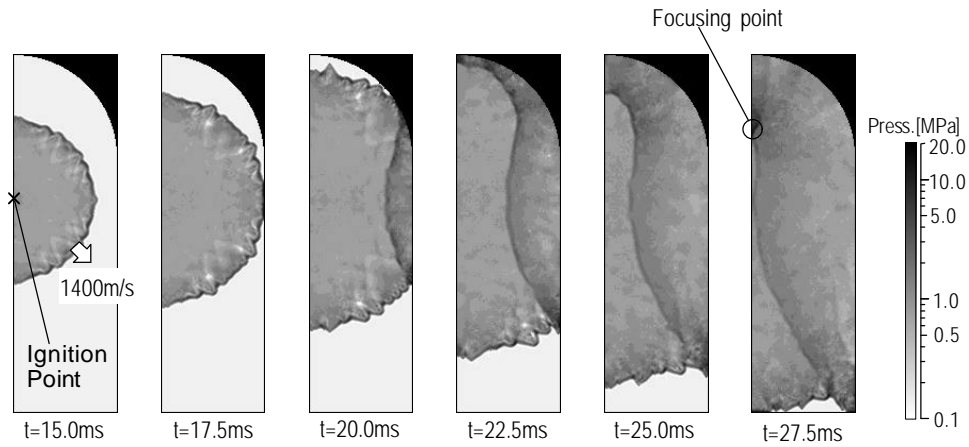 Focusing point
Press.[MPa]
20.0
10.0
5.0
1.0
0.5
0.1
1400m/s
Ignition
Point
t=15.0ms
t=17.5ms
t=20.0ms
t=22.5ms
t=25.0ms
t=27.5ms